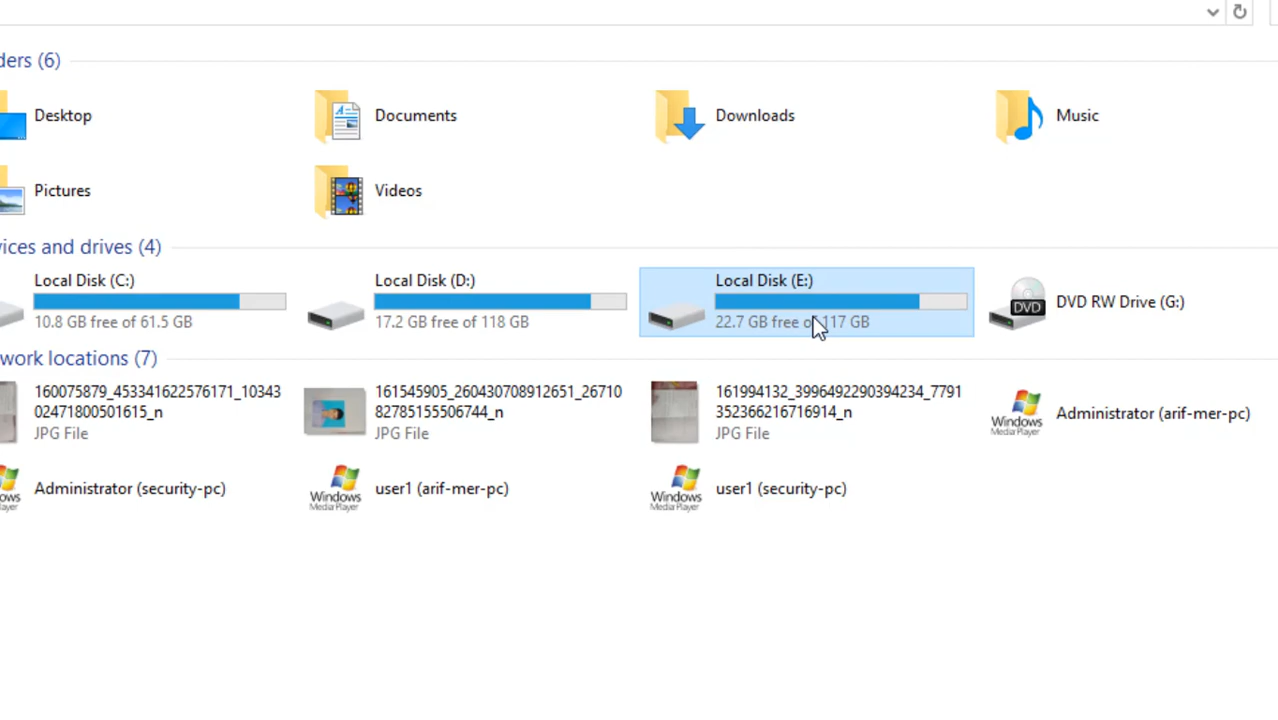 ders (6)
Desktop
Documents
Downloads
Music
Pictures
Videos
vices and drives (4)
Local Disk (C:)
10.8 GB free of 61.5 GB
Local Disk (D:)
17.2 GB free of 118 GB
Local Disk (E:)
22.7 GB free of 117 GB
DVD
DVD RW Drive (G:)
work locations (7)
160075879_453341622576171_10343
02471800501615_n
JPG File
161545905_260430708912651_26710
82785155506744_n
JPG File
161994132_3996492290394234_7791
352366216716914_n
JPG File
Windows
Media Player
Administrator (arif-mer-pc)
ows
Player
Administrator (security-pc)
Windows
Media Player
user1 (arif-mer-pc)
Windows
Media Player
user1 (security-pc)